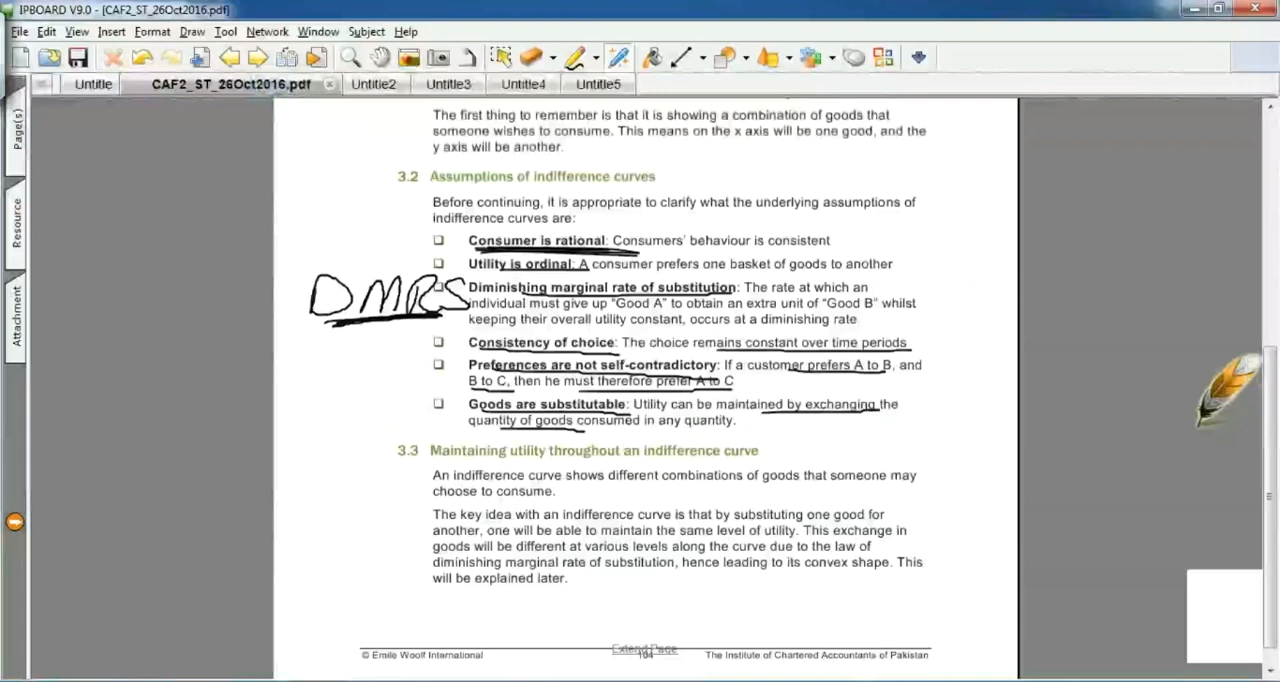 IPBOARD V9.0 - [CAF2_ST_26Oct2016.pdf]
File Edit View Insert Format Draw Tool Network Window Subject Help
Untitle CAF2_ST_26Oct2016.pdf Untitle2 Untitle3 Untitle4 Untitle5
Page(s)
Resource
Attachment
The first thing to remember is that it is showing a combination of goods that
someone wishes to consume. This means on the x axis will be one good, and the
y axis will be another.
3.2 Assumptions of indifference curves
Before continuing, it is appropriate to clarify what the underlying assumptions of
indifference curves are:
Consumer is rational: Consumers' behaviour is consistent
Utility is ordinal: A consumer prefers one basket of goods to another
DMRS
Diminishing marginal rate of substitution: The rate at which an
individual must give up “Good A” to obtain an extra unit of “Good B” whilst
keeping their overall utility constant, occurs at a diminishing rate
Consistency of choice: The choice remains constant over time periods
Preferences are not self-contradictory: If a customer prefers A to B, and
B to C, then he must therefore prefer A to C
Goods are substitutable: Utility can be maintained by exchanging the
quantity of goods consumed in any quantity.
3.3 Maintaining utility throughout an indifference curve
An indifference curve shows different combinations of goods that someone may
choose to consume.
The key idea with an indifference curve is that by substituting one good for
another, one will be able to maintain the same level of utility. This exchange in
goods will be different at various levels along the curve due to the law of
diminishing marginal rate of substitution, hence leading to its convex shape. This
will be explained later.
Extend Page
© Emile Woolf International 104 The Institute of Chartered Accountants of Pakistan